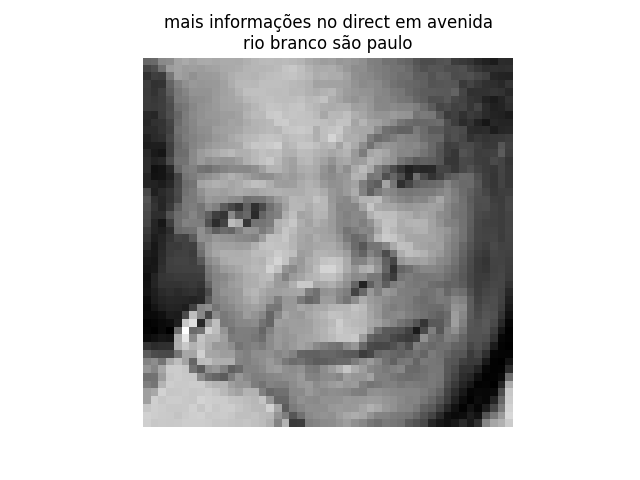 mais informações no direct em avenida
rio branco são paulo